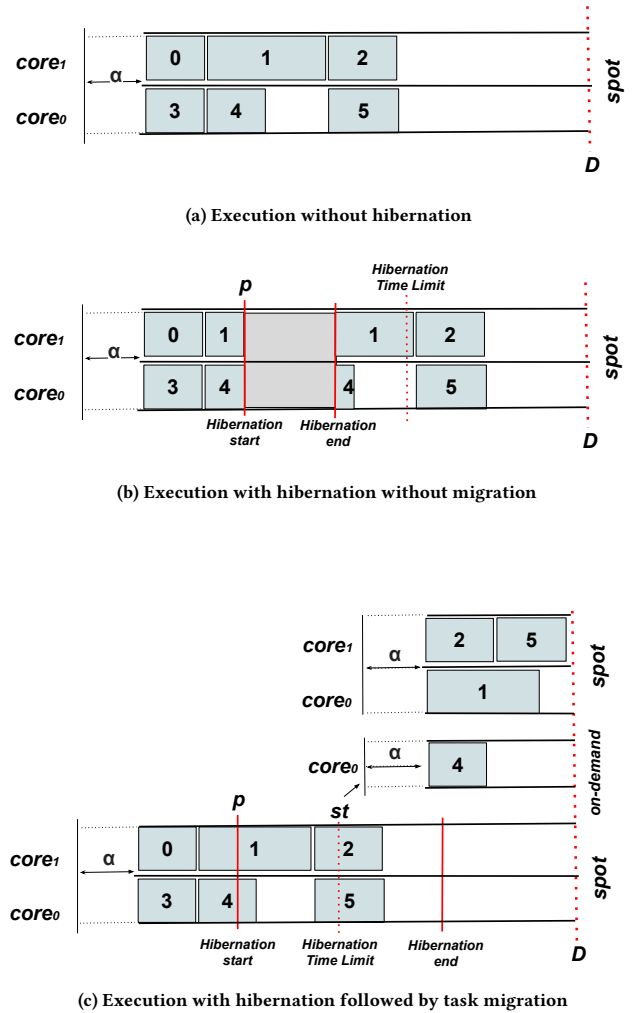 core₁ 0 1 2
α
core₀ 3 4 5
spot
D
(a) Execution without hibernation
Hibernation
Time Limit
p
core₁ 0 1 1 2
α
core₀ 3 4 4 5
spot
Hibernation start
Hibernation end
D
(b) Execution with hibernation without migration
core₁ 2 5
α
core₀ 1
spot
core₀ α 4
on-demand
p st
core₁ 0 1 2
α
core₀ 3 4 5
spot
D
Hibernation start
Hibernation Time Limit
Hibernation end
(c) Execution with hibernation followed by task migration